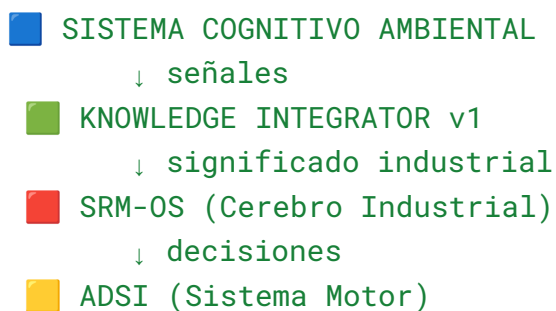 🟦 SISTEMA COGNITIVO AMBIENTAL
↓ señales
🟩 KNOWLEDGE INTEGRATOR v1
↓ significado industrial
🟥 SRM-OS (Cerebro Industrial)
↓ decisiones
🟨 ADSI (Sistema Motor)